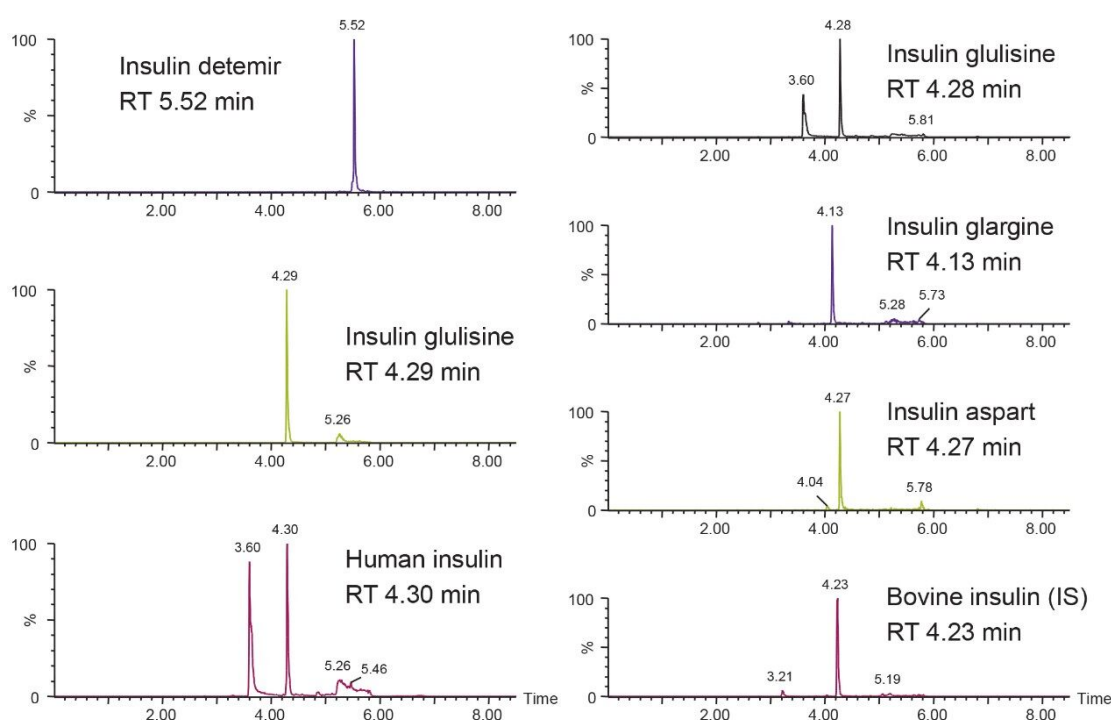 5.52
100
Insulin detemir
RT 5.52 min
%
0
2.00 4.00 6.00 8.00
4.29
100
Insulin glulisine
RT 4.29 min
%
5.26
0
2.00 4.00 6.00 8.00
4.30
100
3.60
Human insulin
RT 4.30 min
%
5.26 5.46
0
Time
2.00 4.00 6.00 8.00
4.28
100
Insulin glulisine
RT 4.28 min
3.60
%
5.81
0
2.00 4.00 6.00 8.00
4.13
100
Insulin glargine
RT 4.13 min
%
5.28 5.73
0
2.00 4.00 6.00 8.00
4.27
100
Insulin aspart
RT 4.27 min
%
4.04 5.78
0
2.00 4.00 6.00 8.00
4.23
100
Bovine insulin (IS)
RT 4.23 min
%
3.21 5.19
0
Time
2.00 4.00 6.00 8.00